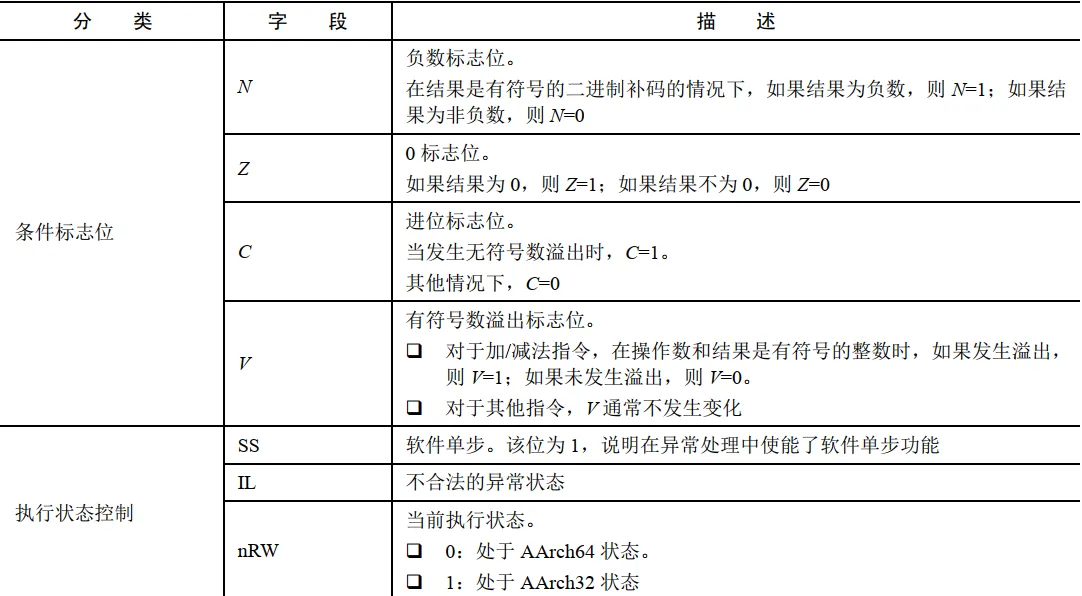 分 类 字 段 描 述
N
负数标志位。
在结果是有符号的二进制补码的情况下，如果结果为负数，则 N=1；如果结
果为非负数，则 N=0
Z
0 标志位。
如果结果为 0，则 Z=1；如果结果不为 0，则 Z=0
条件标志位
C
进位标志位。
当发生无符号数溢出时，C=1。
其他情况下，C=0
V
有符号数溢出标志位。
❑ 对于加/减法指令，在操作数和结果是有符号的整数时，如果发生溢出，
则 V=1；如果未发生溢出，则 V=0。
❑ 对于其他指令，V 通常不发生变化
执行状态控制
SS
软件单步。该位为 1，说明在异常处理中使能了软件单步功能
IL
不合法的异常状态
nRW
当前执行状态。
❑ 0：处于 AArch64 状态。
❑ 1：处于 AArch32 状态